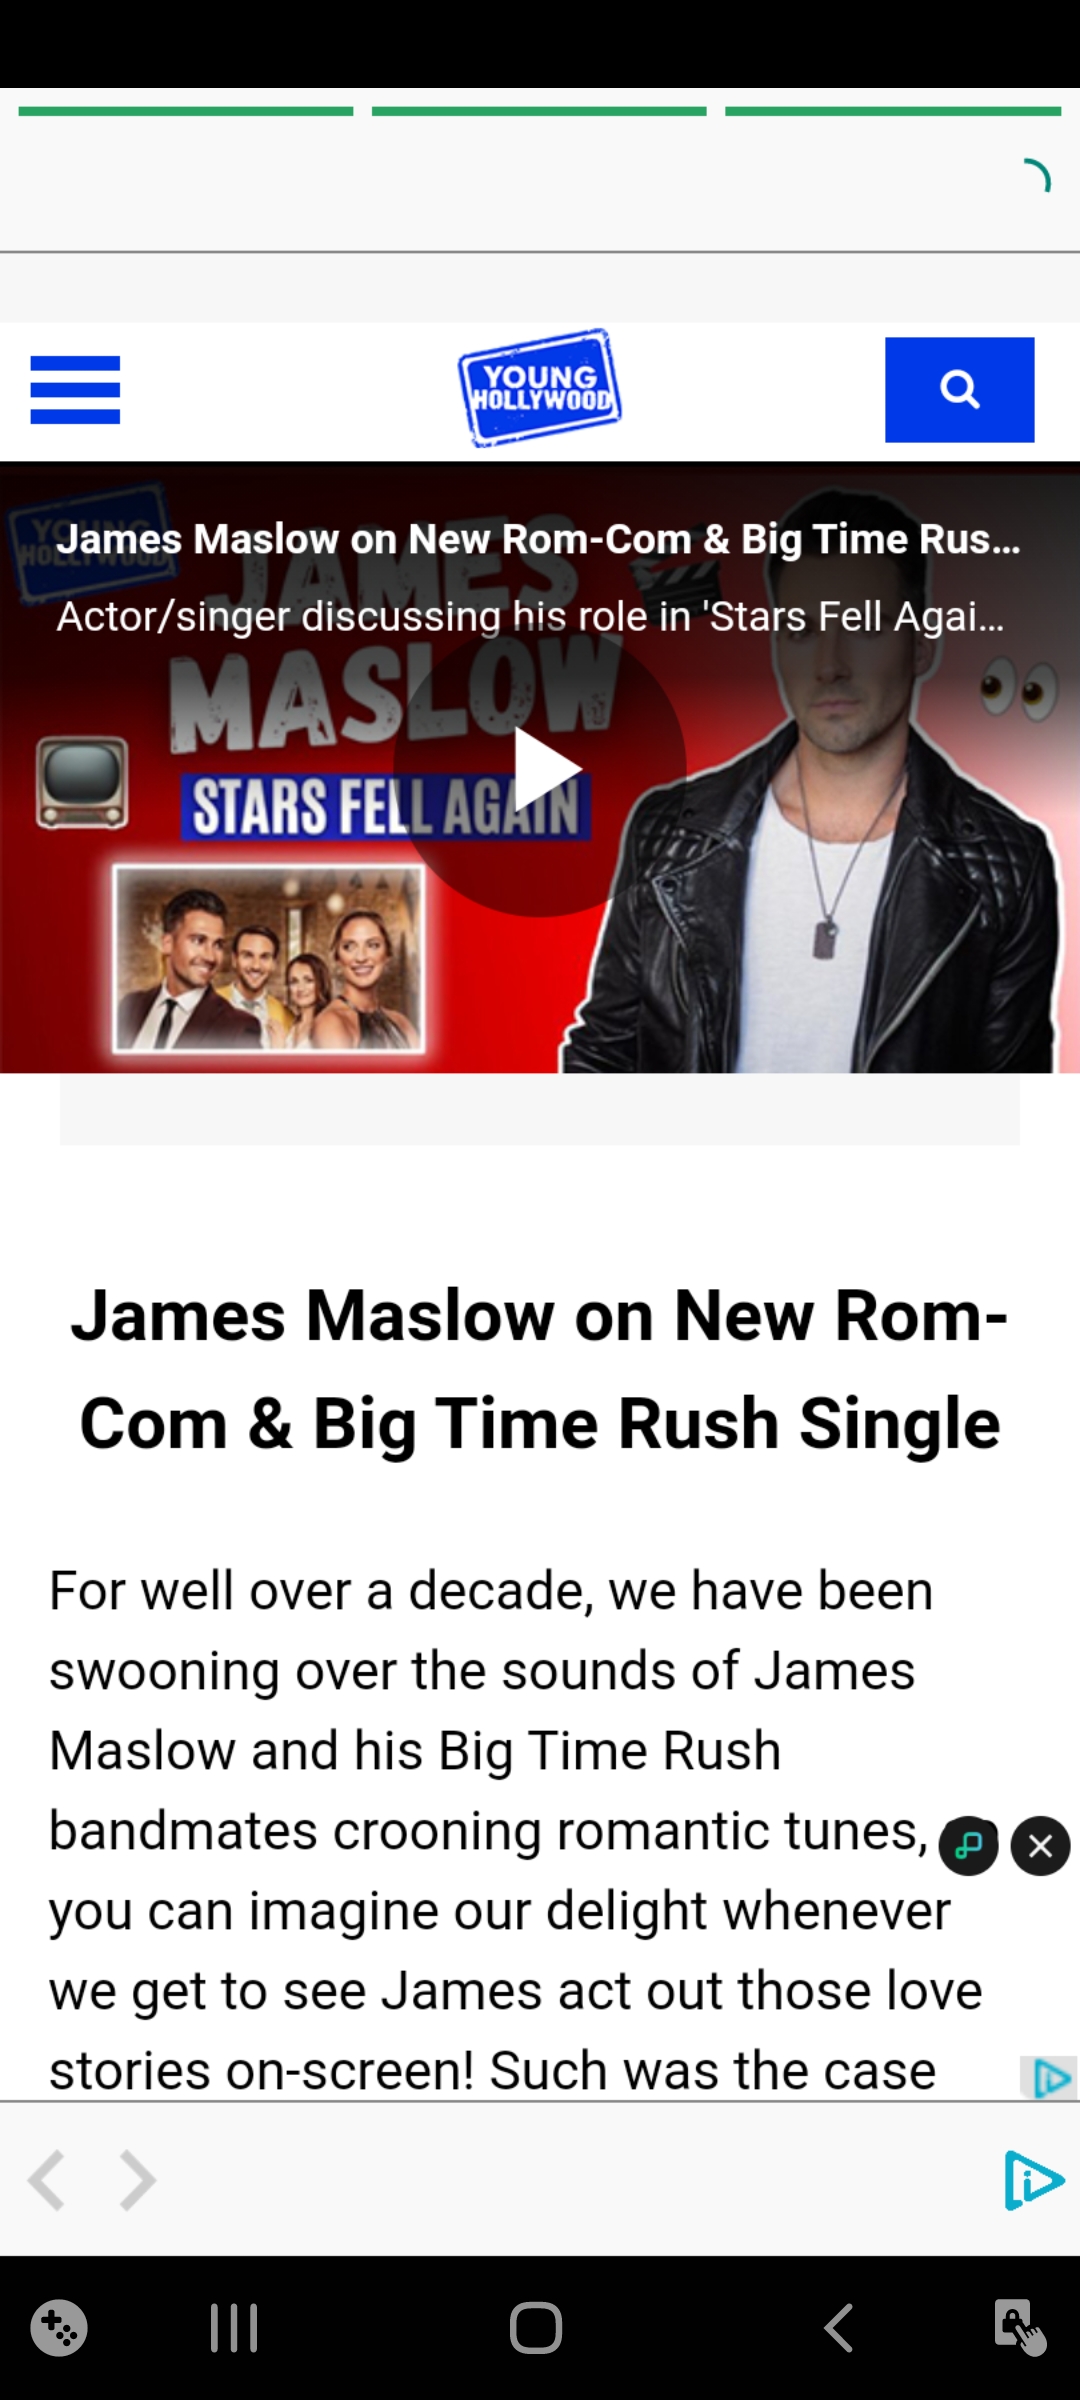 YOUNG
HOLLYWOOD
James Maslow on New Rom-Com & Big Time Rus...
Actor/singer discussing his role in 'Stars Fell Agai...
YOUNG
HOLLYWOOD
JAMES
MASLOW
STARS FELL AGAIN
James Maslow on New Rom-
Com & Big Time Rush Single
For well over a decade, we have been
swooning over the sounds of James
Maslow and his Big Time Rush
bandmates crooning romantic tunes,
you can imagine our delight whenever
we get to see James act out those love
stories on-screen! Such was the case